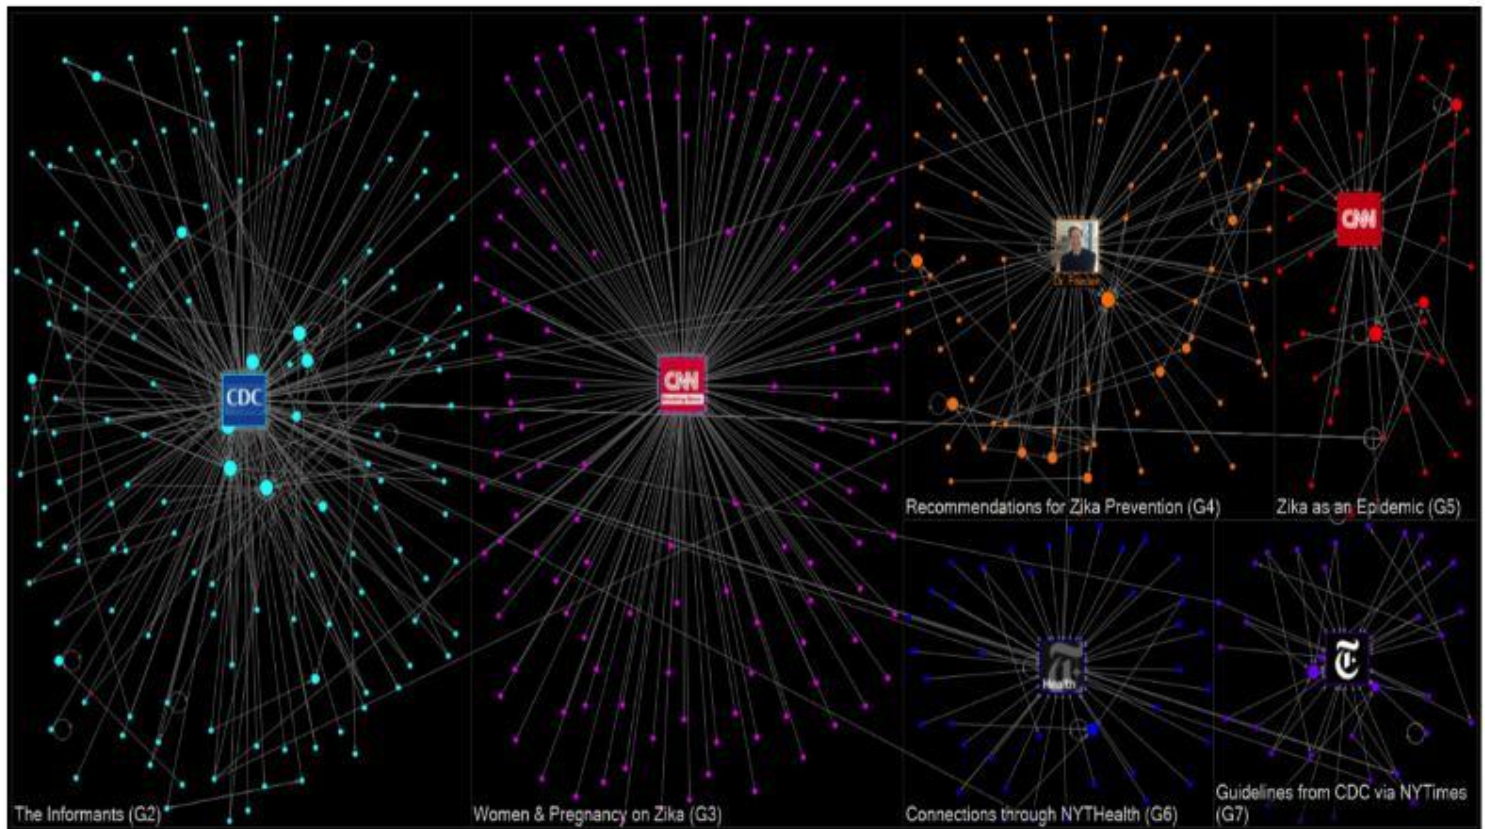 CDC
CNN
CNN
Recommendations for Zika Prevention (G4)
Zika as an Epidemic (G5)
Health
The Informants (G2)
Women & Pregnancy on Zika (G3)
Connections through NYTHealth (G6)
Guidelines from CDC via NYTimes
(G7)